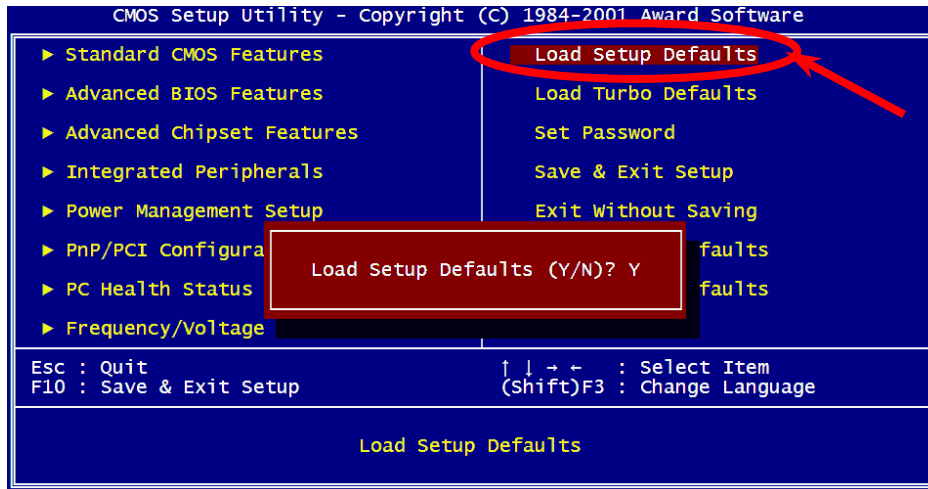 CMOS Setup Utility - Copyright (C) 1984-2001 Award Software
► Standard CMOS Features
► Advanced BIOS Features
► Advanced Chipset Features
► Integrated Peripherals
► Power Management Setup
► PnP/PCI Configura
► PC Health Status
► Frequency/Voltage
Load Setup Defaults
Load Turbo Defaults
Set Password
Save & Exit Setup
Exit Without Saving
faults
faults
Load Setup Defaults (Y/N)? Y
Esc : Quit
F10 : Save & Exit Setup
↑ ↓ → ← : Select Item
(Shift)F3 : Change Language
Load Setup Defaults